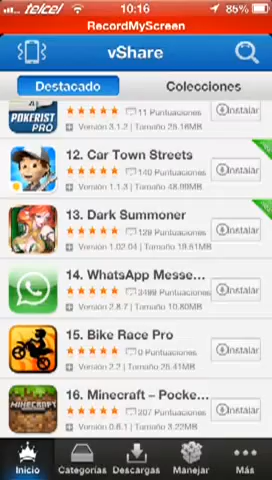 telcel 10:16 85%
RecordMyScreen
vShare
Destacado Colecciones
POKERIST
PRO
11 Puntuaciones
Instalar
Versión 3.1.2 Tamaño 26.16MB
12. Car Town Streets
140 Puntuaciones
Instalar
Versión 1.1.3 Tamaño 48.09MB
13. Dark Summoner
129 Puntuaciones
Instalar
Versión 1.02.04 Tamaño 19.61MB
14. WhatsApp Messe...
3499 Puntuaciones
Instalar
Versión 2.8.7 Tamaño 10.80MB
15. Bike Race Pro
0 Puntuaciones
Instalar
Versión 2.2 Tamaño 25.41MB
16. Minecraft – Pocke...
MINECRAFT
207 Puntuaciones
Instalar
Versión 0.6.1 Tamaño 3.22MB
Inicio Categorías Descargas Manejar Más